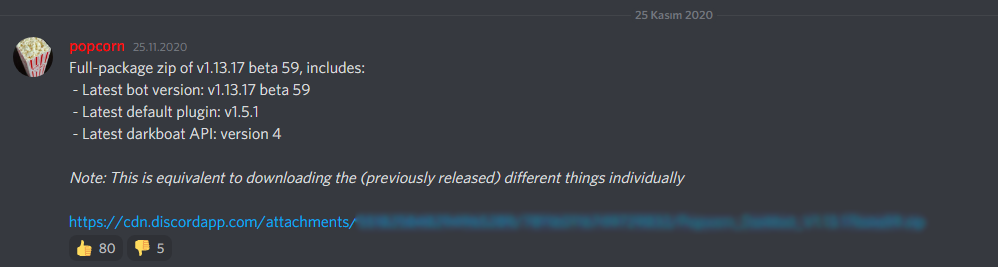 25 Kasım 2020
popcorn 25.11.2020
Full-package zip of v1.13.17 beta 59, includes:
- Latest bot version: v1.13.17 beta 59
- Latest default plugin: v1.5.1
- Latest darkboat API: version 4
Note: This is equivalent to downloading the (previously released) different things individually
https://cdn.discordapp.com/attachments/
80 5